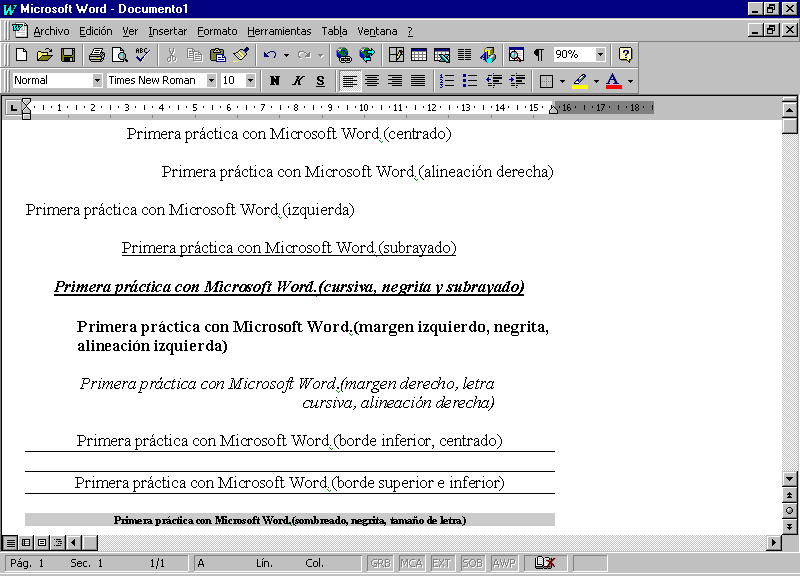 Microsoft Word - Documento1
Archivo Edición Ver Insertar Formato Herramientas Tabla Ventana ?
90%
Normal Times New Roman 10 N K S
L 1 2 3 4 5 6 7 8 9 10 11 12 13 14 15 16 17 18
Primera práctica con Microsoft Word.(centrado)
Primera práctica con Microsoft Word.(alineación derecha)
Primera práctica con Microsoft Word.(izquierda)
Primera práctica con Microsoft Word.(subrayado)
Primera práctica con Microsoft Word.(cursiva, negrita y subrayado)
Primera práctica con Microsoft Word.(margen izquierdo, negrita,
alineación izquierda)
Primera práctica con Microsoft Word.(margen derecho, letra
cursiva, alineación derecha)
Primera práctica con Microsoft Word.(borde inferior, centrado)
Primera práctica con Microsoft Word.(borde superior e inferior)
Primera práctica con Microsoft Word.(sombreado, negrita, tamaño de letra)
Pág. 1 Sec. 1 1/1 A Lín. Col. GRB MCA EXT SOB AWP